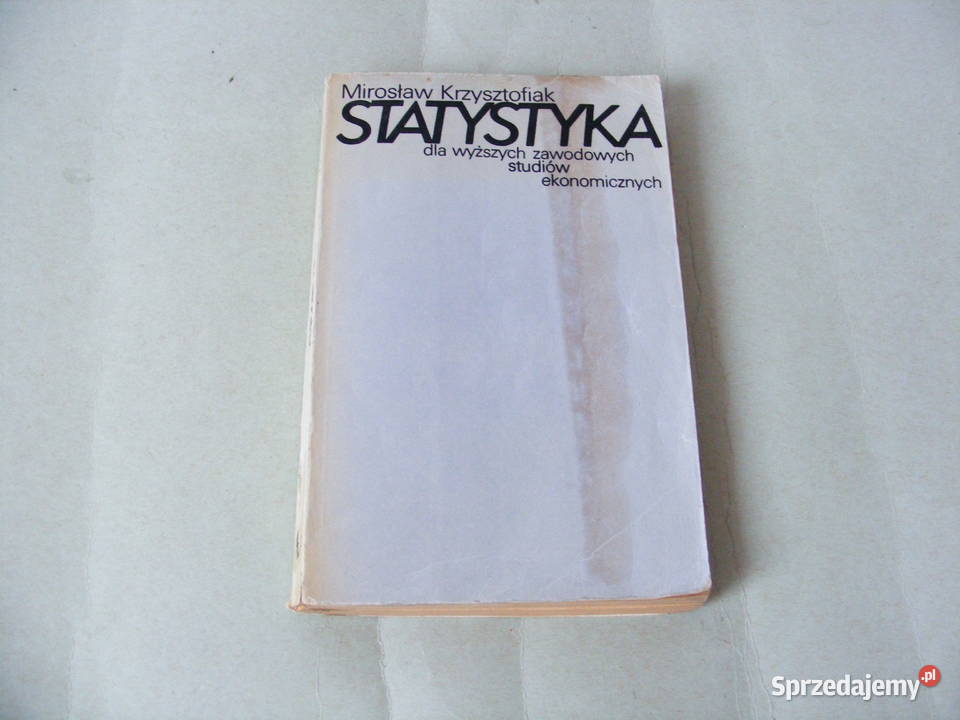 Mirosław Krzysztofiak
STATYSTYKA
dla wyższych zawodowych
studiów
ekonomicznych
Sprzedajemy.pl